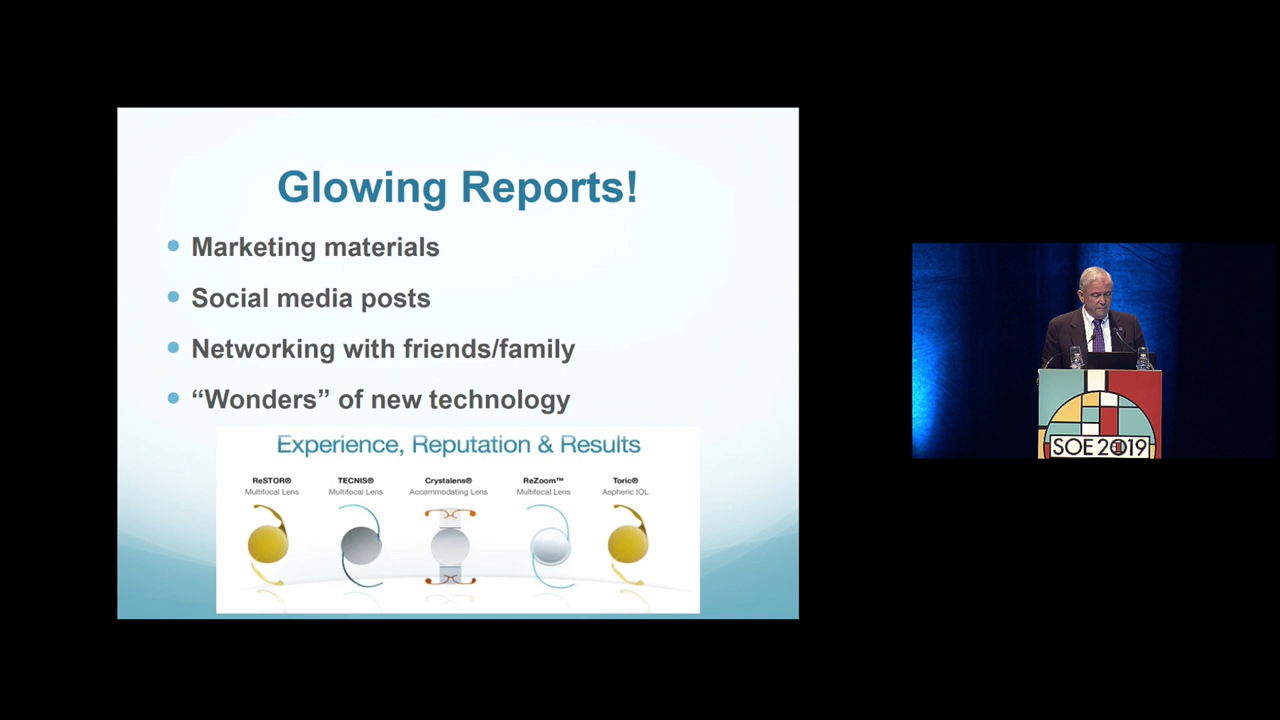 Glowing Reports!
Marketing materials
Social media posts
Networking with friends/family
“Wonders” of new technology
Experience, Reputation & Results
ReSTOR®
Multifocal Lens
TECNIS®
Multifocal Lens
Crystalens®
Accommodating Lens
ReZoom™
Multifocal Lens
Toric®
Aspheric IOL
SOE 2019